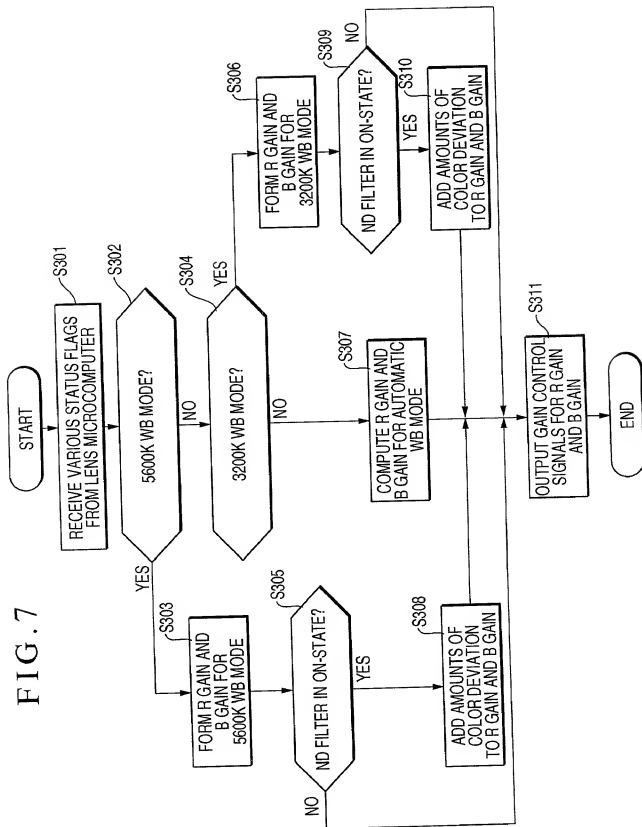 FIG. 7
START
S301
RECEIVE VARIOUS STATUS FLAGS
FROM LENS MICROCOMPUTER
S302
5600K WB MODE?
YES
NO
S303
FORM R GAIN AND
B GAIN FOR
5600K WB MODE
S304
3200K WB MODE?
YES
NO
S305
ND FILTER IN ON-STATE?
NO
YES
S306
FORM R GAIN AND
B GAIN FOR
3200K WB MODE
S307
COMPUTE R GAIN AND
B GAIN FOR AUTOMATIC
WB MODE
S308
ADD AMOUNTS OF
COLOR DEVIATION
TO R GAIN AND B GAIN
S309
ND FILTER IN ON-STATE?
NO
YES
S310
ADD AMOUNTS OF
COLOR DEVIATION
TO R GAIN AND B GAIN
S311
OUTPUT GAIN CONTROL
SIGNALS FOR R GAIN
AND B GAIN
END